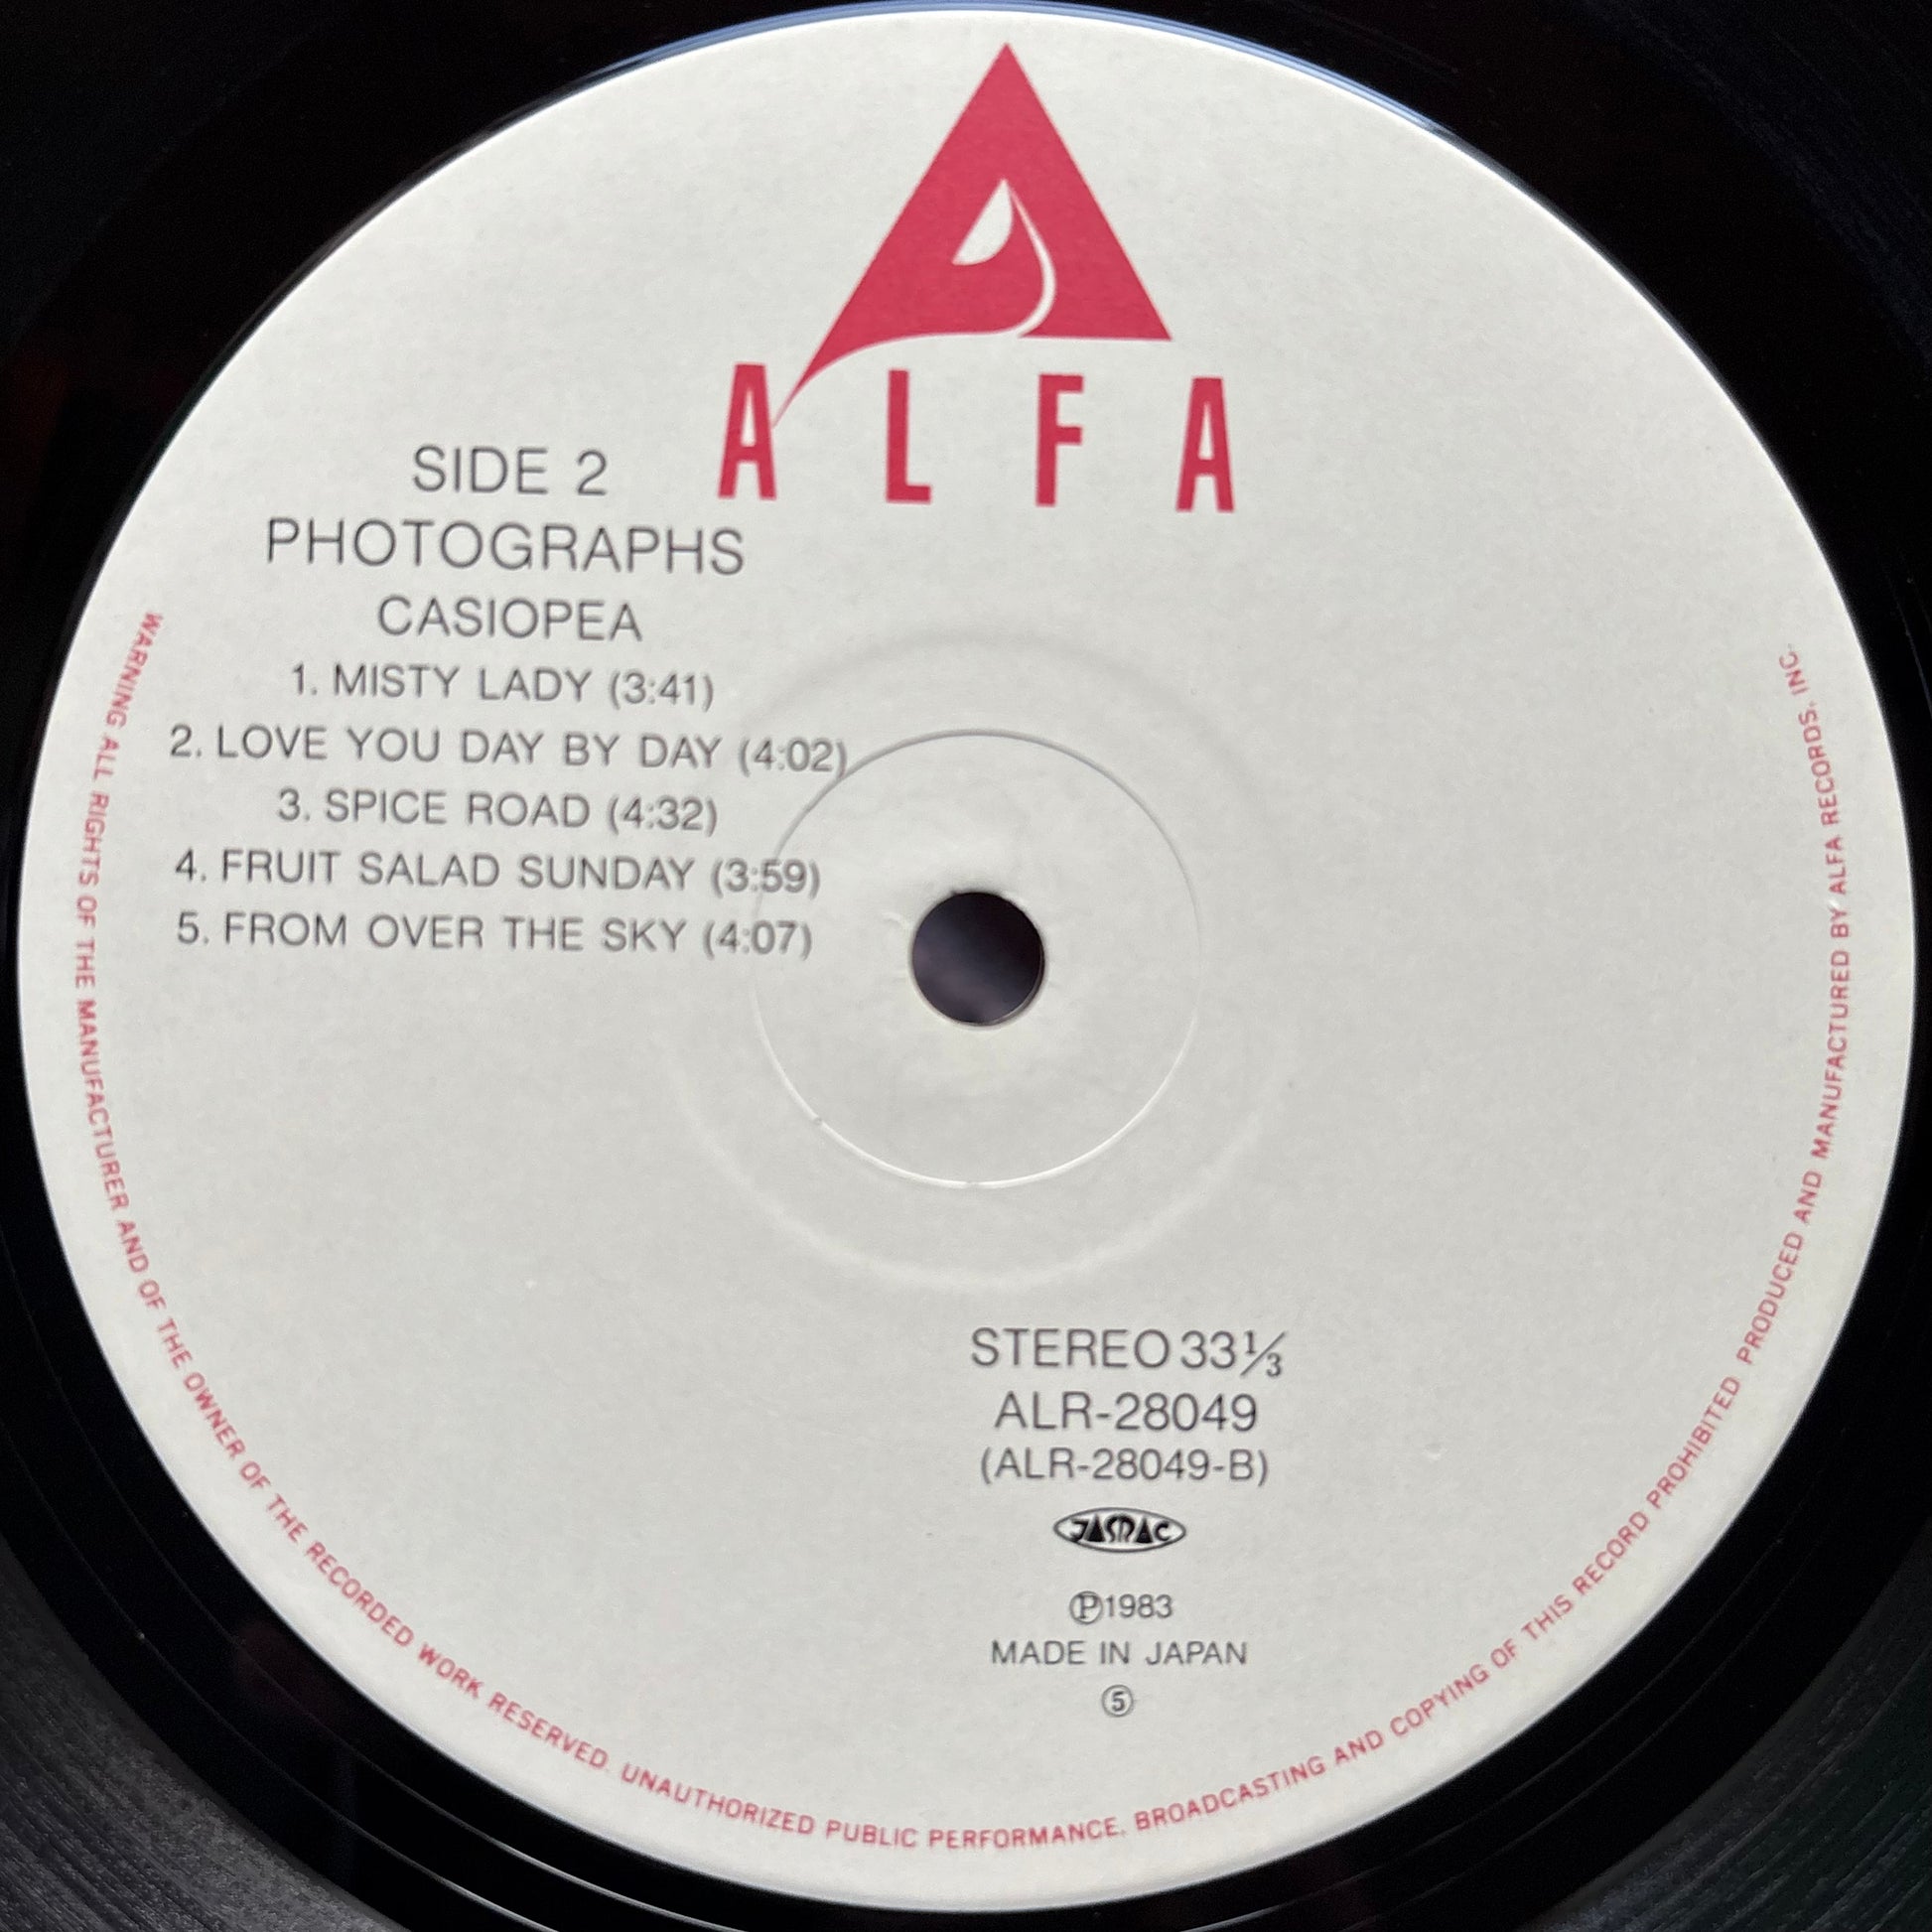 ALFA
SIDE 2
PHOTOGRAPHS
CASIOPEA
1. MISTY LADY (3:41)
2. LOVE YOU DAY BY DAY (4:02)
3. SPICE ROAD (4:32)
4. FRUIT SALAD SUNDAY (3:59)
5. FROM OVER THE SKY (4:07)
STEREO 33⅓
ALR-28049
(ALR-28049-B)
JASRAC
Ⓟ1983
MADE IN JAPAN
⑤
WARNING ALL RIGHTS OF THE MANUFACTURER AND OF THE OWNER OF THE RECORDED WORK RESERVED. UNAUTHORIZED PUBLIC PERFORMANCE. BROADCASTING AND COPYING OF THIS RECORD PROHIBITED PRODUCED AND MANUFACTURED BY ALFA RECORDS, INC.